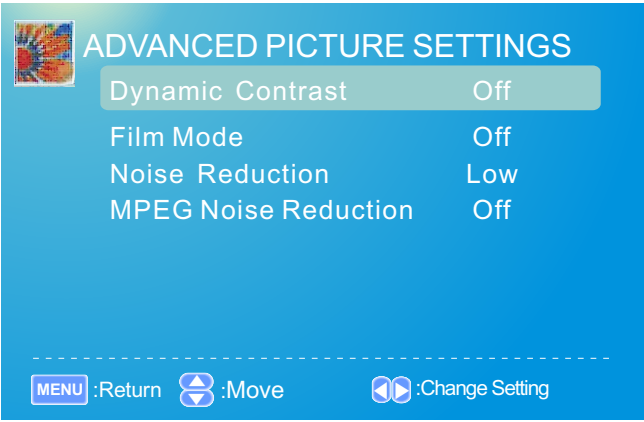 ADVANCED PICTURE SETTINGS
Dynamic Contrast Off
Film Mode Off
Noise Reduction Low
MPEG Noise Reduction Off
MENU :Return :Move :Change Setting